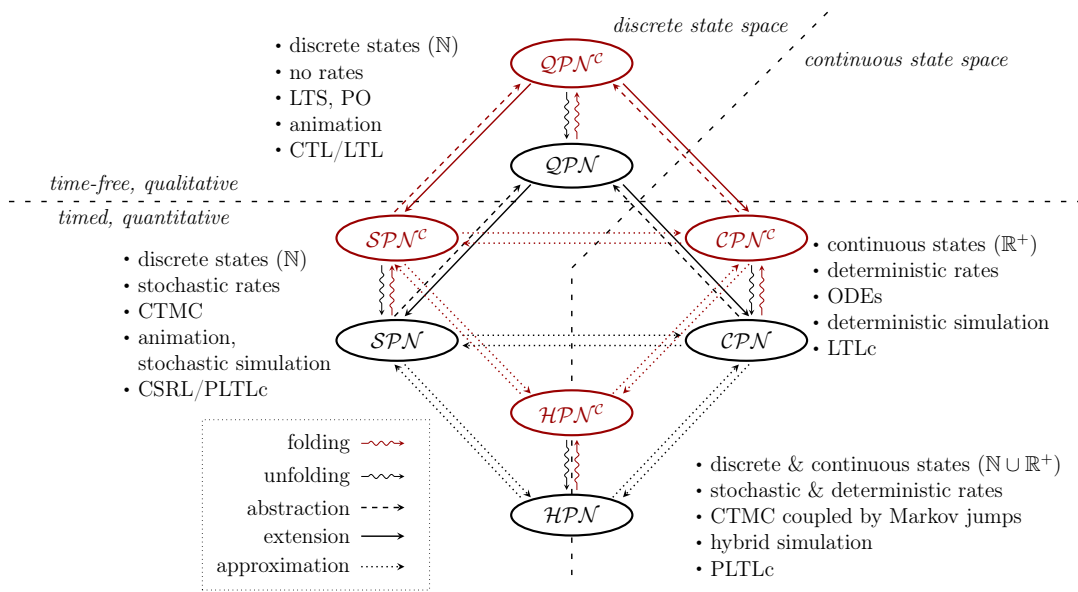 discrete state space
continuous state space
• discrete states (ℕ)
• no rates
• LTS, PO
• animation
• CTL/LTL
𝒬𝒫𝒩^𝒞
𝒬𝒫𝒩
time-free, qualitative
timed, quantitative
𝒮𝒫𝒩^𝒞
𝒞𝒫𝒩^𝒞
• discrete states (ℕ)
• stochastic rates
• CTMC
• animation,
stochastic simulation
• CSRL/PLTLc
• continuous states (ℝ⁺)
• deterministic rates
• ODEs
• deterministic simulation
• LTLc
𝒮𝒫𝒩
𝒞𝒫𝒩
ℋ𝒫𝒩^𝒞
ℋ𝒫𝒩
folding
unfolding
abstraction
extension
approximation
• discrete & continuous states (ℕ ∪ ℝ⁺)
• stochastic & deterministic rates
• CTMC coupled by Markov jumps
• hybrid simulation
• PLTLc